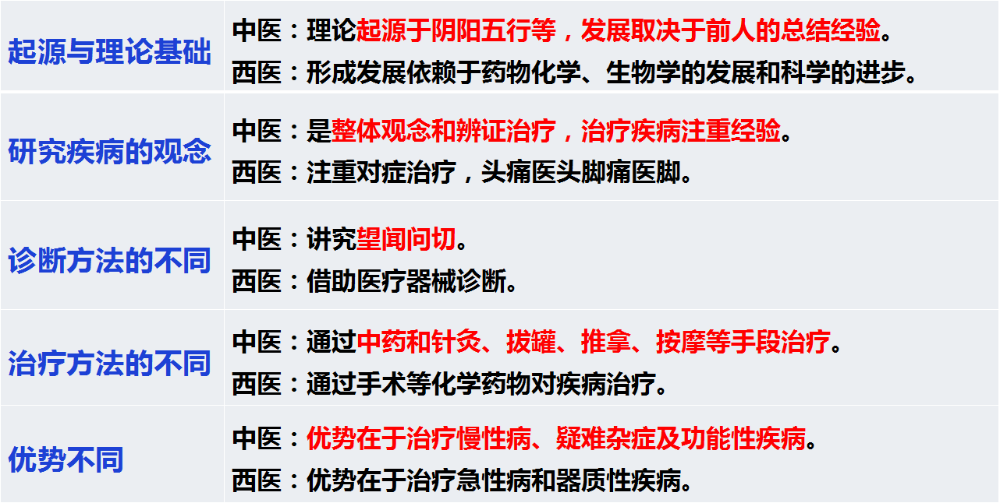 起源与理论基础
中医：理论起源于阴阳五行等，发展取决于前人的总结经验。
西医：形成发展依赖于药物化学、生物学的发展和科学的进步。
研究疾病的观念
中医：是整体观念和辨证治疗，治疗疾病注重经验。
西医：注重对症治疗，头痛医头脚痛医脚。
诊断方法的不同
中医：讲究望闻问切。
西医：借助医疗器械诊断。
治疗方法的不同
中医：通过中药和针灸、拔罐、推拿、按摩等手段治疗。
西医：通过手术等化学药物对疾病治疗。
优势不同
中医：优势在于治疗慢性病、疑难杂症及功能性疾病。
西医：优势在于治疗急性病和器质性疾病。